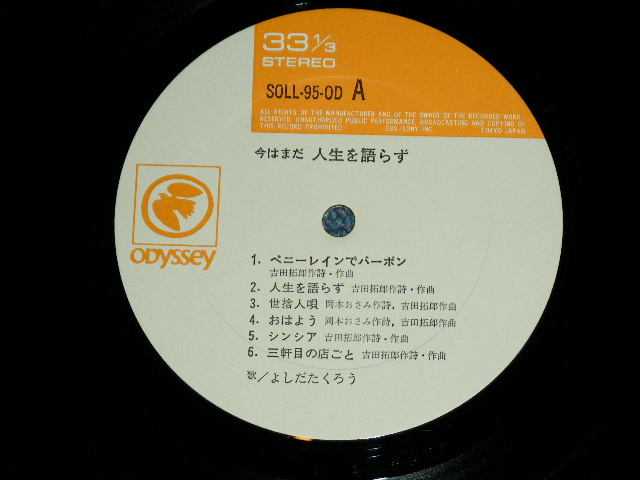 33 1/3
STEREO
SOLL-95-OD A
ALL RIGHTS OF THE MANUFACTURER AND OF THE OWNER OF THE RECORDED WORK
RESERVED. UNAUTHORIZED PUBLIC PERFORMANCE, BROADCASTING AND COPYING OF
THIS RECORD PROHIBITED CBS/SONY INC. TOKYO JAPAN
今はまだ 人生を語らず
ODYSSEY
1. ペニーレインでバーボン
吉田拓郎作詩・作曲
2. 人生を語らず 吉田拓郎作詩・作曲
3. 世捨人唄 岡本おさみ作詩, 吉田拓郎作曲
4. おはよう 岡本おさみ作詩, 吉田拓郎作曲
5. シンシア 吉田拓郎作詩・作曲
6. 三軒目の店ごと 吉田拓郎作詩・作曲
歌/よしだたくろう